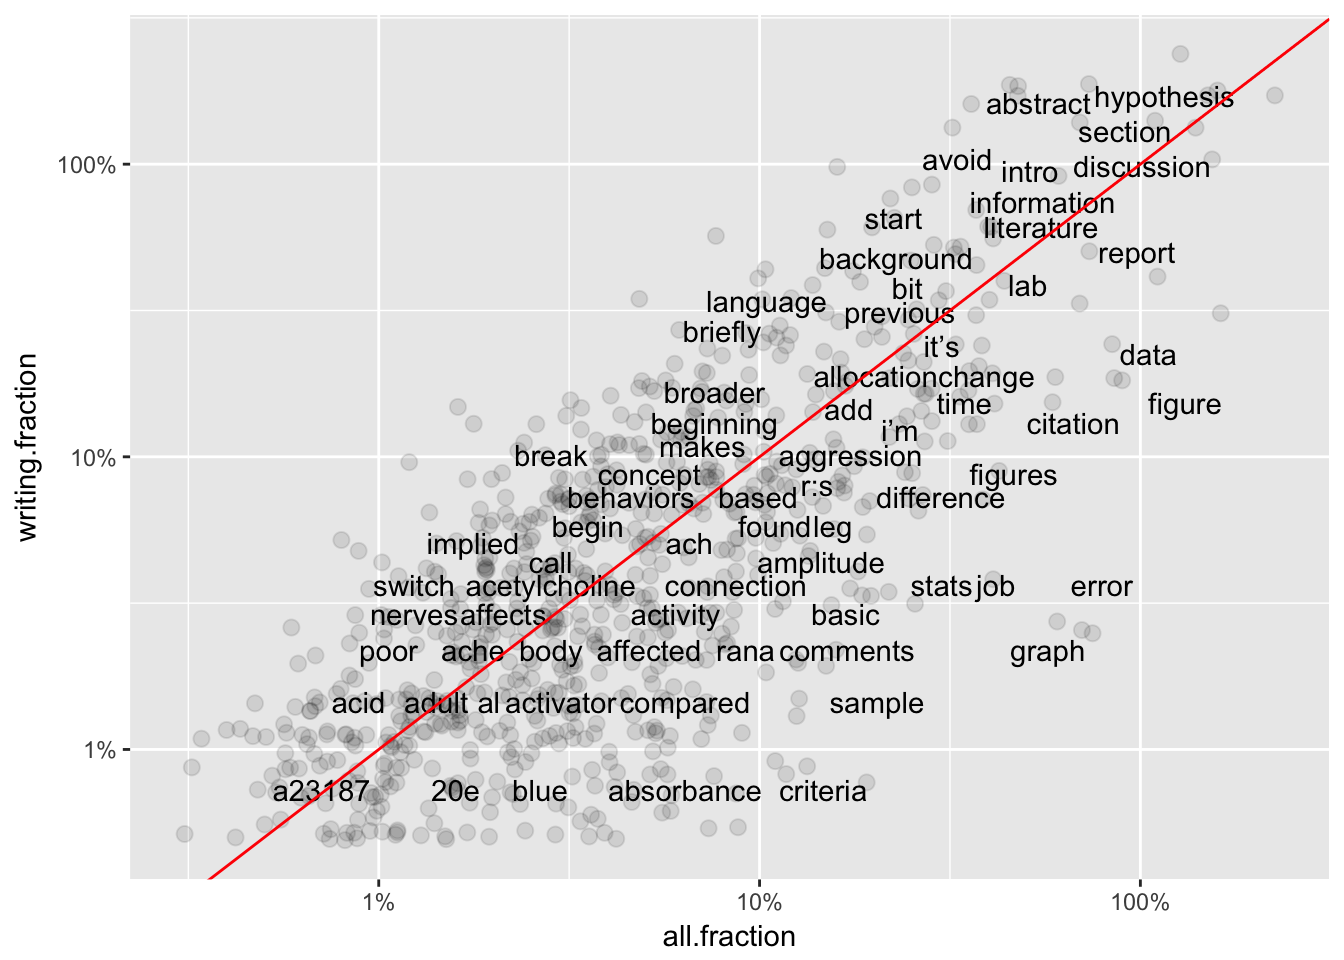 abstract hypothesis
section
100%
avoid
intro discussion
information
start
literature
report
background
bit
lab
language
previous
briefly
it’s
data
allocationchange
broader
add
time
figure
beginning
i’m
citation
makes
10%
break
aggression
concept
r:s
figures
behaviors
based
difference
begin
foundleg
implied
ach
call
amplitude
switch acetylcholine connection
stats job
error
nerves affects
activity
basic
poor ache body affected rana comments
graph
acid adult al activator compared
sample
1%
a23187 20e blue absorbance criteria
1% 10% 100%
all.fraction
writing.fraction